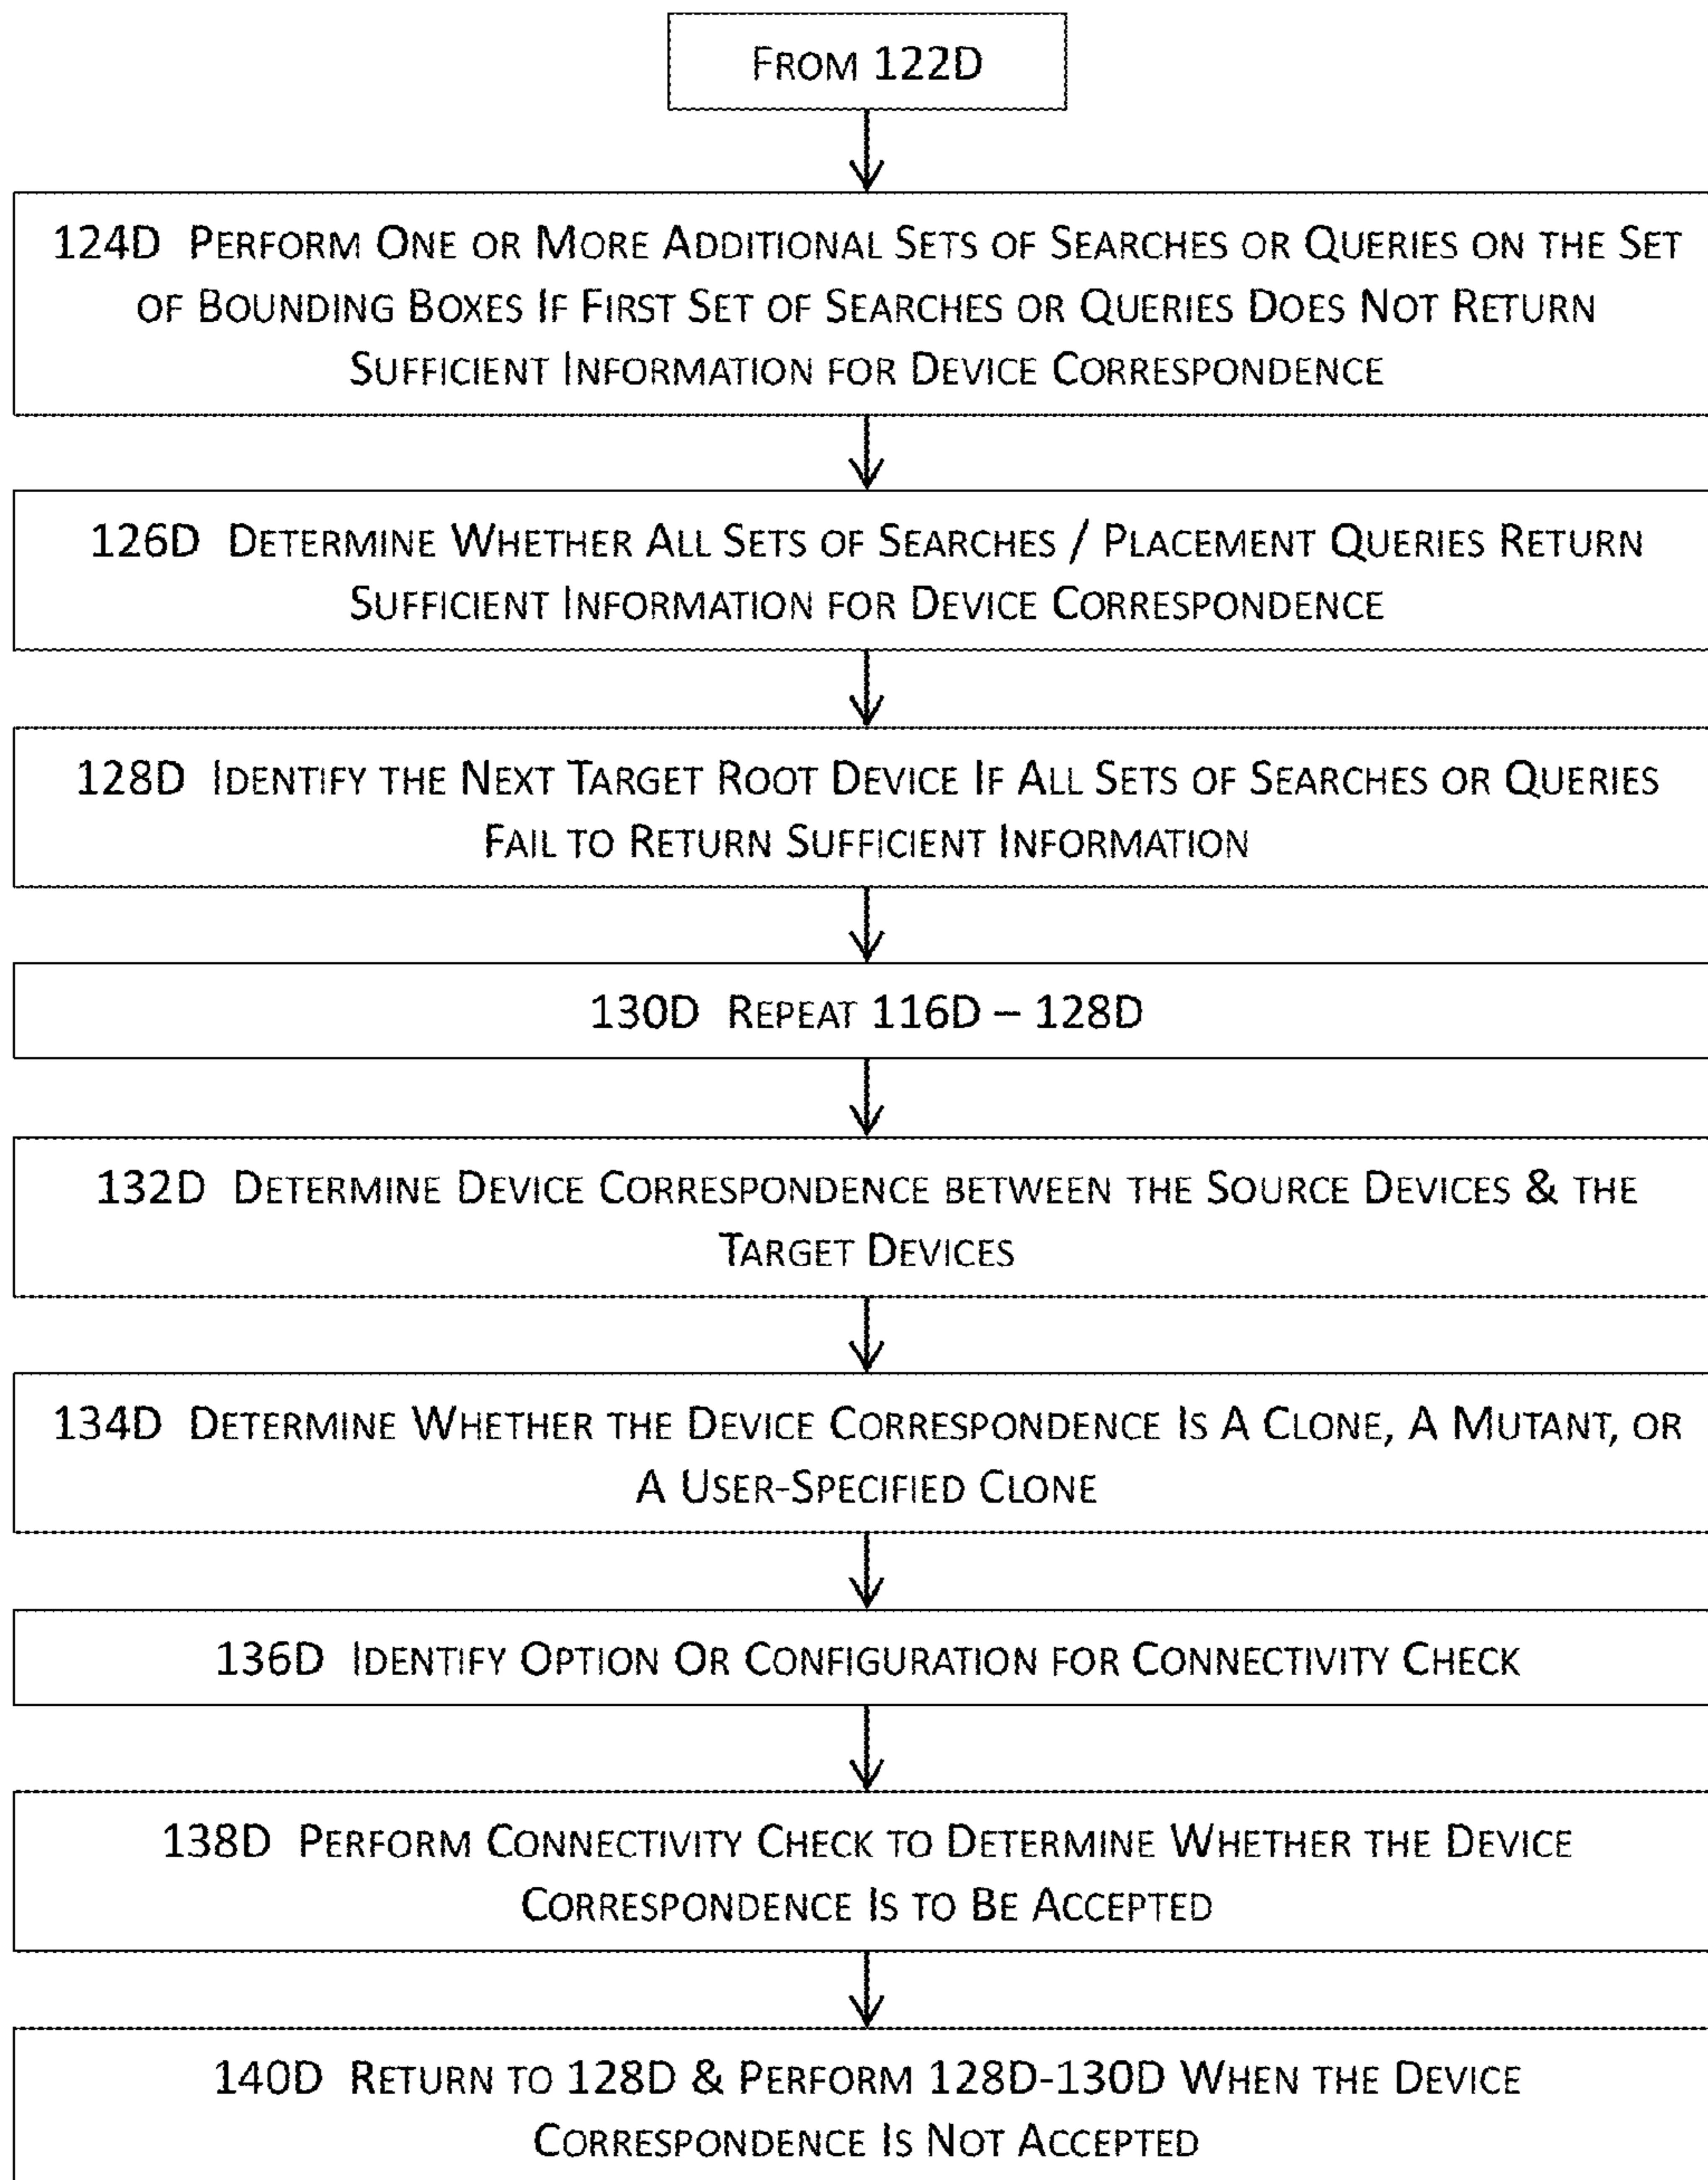 FROM 122D
124D PERFORM ONE OR MORE ADDITIONAL SETS OF SEARCHES OR QUERIES ON THE SET
OF BOUNDING BOXES IF FIRST SET OF SEARCHES OR QUERIES DOES NOT RETURN
SUFFICIENT INFORMATION FOR DEVICE CORRESPONDENCE
126D DETERMINE WHETHER ALL SETS OF SEARCHES / PLACEMENT QUERIES RETURN
SUFFICIENT INFORMATION FOR DEVICE CORRESPONDENCE
128D IDENTIFY THE NEXT TARGET ROOT DEVICE IF ALL SETS OF SEARCHES OR QUERIES
FAIL TO RETURN SUFFICIENT INFORMATION
130D REPEAT 116D – 128D
132D DETERMINE DEVICE CORRESPONDENCE BETWEEN THE SOURCE DEVICES & THE
TARGET DEVICES
134D DETERMINE WHETHER THE DEVICE CORRESPONDENCE IS A CLONE, A MUTANT, OR
A USER-SPECIFIED CLONE
136D IDENTIFY OPTION OR CONFIGURATION FOR CONNECTIVITY CHECK
138D PERFORM CONNECTIVITY CHECK TO DETERMINE WHETHER THE DEVICE
CORRESPONDENCE IS TO BE ACCEPTED
140D RETURN TO 128D & PERFORM 128D-130D WHEN THE DEVICE
CORRESPONDENCE IS NOT ACCEPTED